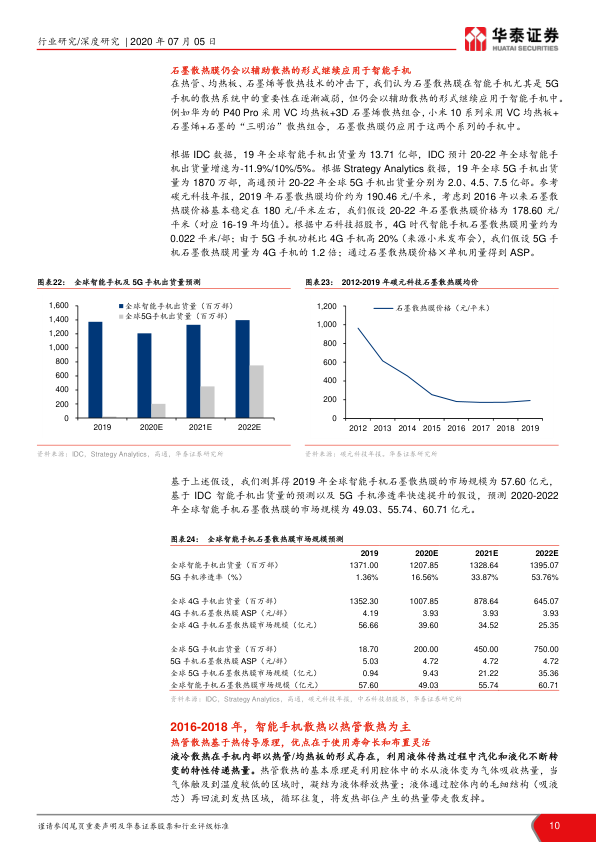 行业研究/深度研究 | 2020 年 07 月 05 日
华泰证券
HUATAI SECURITIES
石墨散热膜仍会以辅助散热的形式继续应用于智能手机
在热管、均热板、石墨烯等散热技术的冲击下，我们认为石墨散热膜在智能手机尤其是 5G
手机的散热系统中的重要性在逐渐减弱，但仍会以辅助散热的形式继续应用于智能手机中。
例如华为的 P40 Pro 采用 VC 均热板+3D 石墨烯散热组合，小米 10 系列采用 VC 均热板+
石墨烯+石墨的“三明治”散热组合，石墨散热膜仍应用于这两个系列的手机中。
根据 IDC 数据，19 年全球智能手机出货量为 13.71 亿部，IDC 预计 20-22 年全球智能手
机出货量增速为-11.9%/10%/5%。根据 Strategy Analytics 数据，19 年全球 5G 手机出货
量为 1870 万部，高通预计 20-22 年全球 5G 手机出货量分别为 2.0、4.5、7.5 亿部。参考
碳元科技年报，2019 年石墨散热膜均价约为 190.46 元/平米，考虑到 2016 年以来石墨散
热膜价格基本稳定在 180 元/平米左右，我们假设 20-22 年石墨散热膜价格为 178.60 元/
平米（对应 16-19 年均值）。根据中石科技招股书，4G 时代智能手机石墨散热膜用量约为
0.022 平米/部；由于 5G 手机功耗比 4G 手机高 20%（来源小米发布会），我们假设 5G 手
机石墨散热膜用量为 4G 手机的 1.2 倍；通过石墨散热膜价格×单机用量得到 ASP。
图表22： 全球智能手机及 5G 手机出货量预测
1,600
1,400
1,200
1,000
800
600
400
200
0
全球智能手机出货量（百万部）
全球5G手机出货量（百万部）
2019 2020E 2021E 2022E
资料来源：IDC、Strategy Analytics，高通，华泰证券研究所
图表23： 2012-2019 年碳元科技石墨散热膜均价
1,200
1,000
800
600
400
200
0
石墨散热膜价格（元/平米）
2012 2013 2014 2015 2016 2017 2018 2019
资料来源：碳元科技年报，华泰证券研究所
基于上述假设，我们测算得 2019 年全球智能手机石墨散热膜的市场规模为 57.60 亿元，
基于 IDC 智能手机出货量的预测以及 5G 手机渗透率快速提升的假设，预测 2020-2022
年全球智能手机石墨散热膜的市场规模为 49.03、55.74、60.71 亿元。
图表24： 全球智能手机石墨散热膜市场规模预测
2019 2020E 2021E 2022E
全球智能手机出货量（百万部） 1371.00 1207.85 1328.64 1395.07
5G 手机渗透率（%） 1.36% 16.56% 33.87% 53.76%
全球 4G 手机出货量（百万部） 1352.30 1007.85 878.64 645.07
4G 手机石墨散热膜 ASP（元/部） 4.19 3.93 3.93 3.93
全球 4G 手机石墨散热膜市场规模（亿元） 56.66 39.60 34.52 25.35
全球 5G 手机出货量（百万部） 18.70 200.00 450.00 750.00
5G 手机石墨散热膜 ASP（元/部） 5.03 4.72 4.72 4.72
全球 5G 手机石墨散热膜市场规模（亿元） 0.94 9.43 21.22 35.36
全球智能手机石墨散热膜市场规模（亿元） 57.60 49.03 55.74 60.71
资料来源：IDC、Strategy Analytics，高通，碳元科技年报，中石科技招股书，华泰证券研究所
2016-2018 年，智能手机散热以热管散热为主
热管散热基于热传导原理，优点在于使用寿命长和布置灵活
液冷散热在手机内部以热管/均热板的形式存在，利用液体传热过程中汽化和液化不断转
变的特性传递热量。热管散热的基本原理是利用腔体中的水从液体变为气体吸收热量，当
气体触及到温度较低的区域时，凝结为液体释放热量；液体通过腔体内的毛细结构（吸液
芯）再回流到发热区域，循环往复，将发热部位产生的热量带走散发掉。
谨请参阅尾页重要声明及华泰证券股票和行业评级标准
10